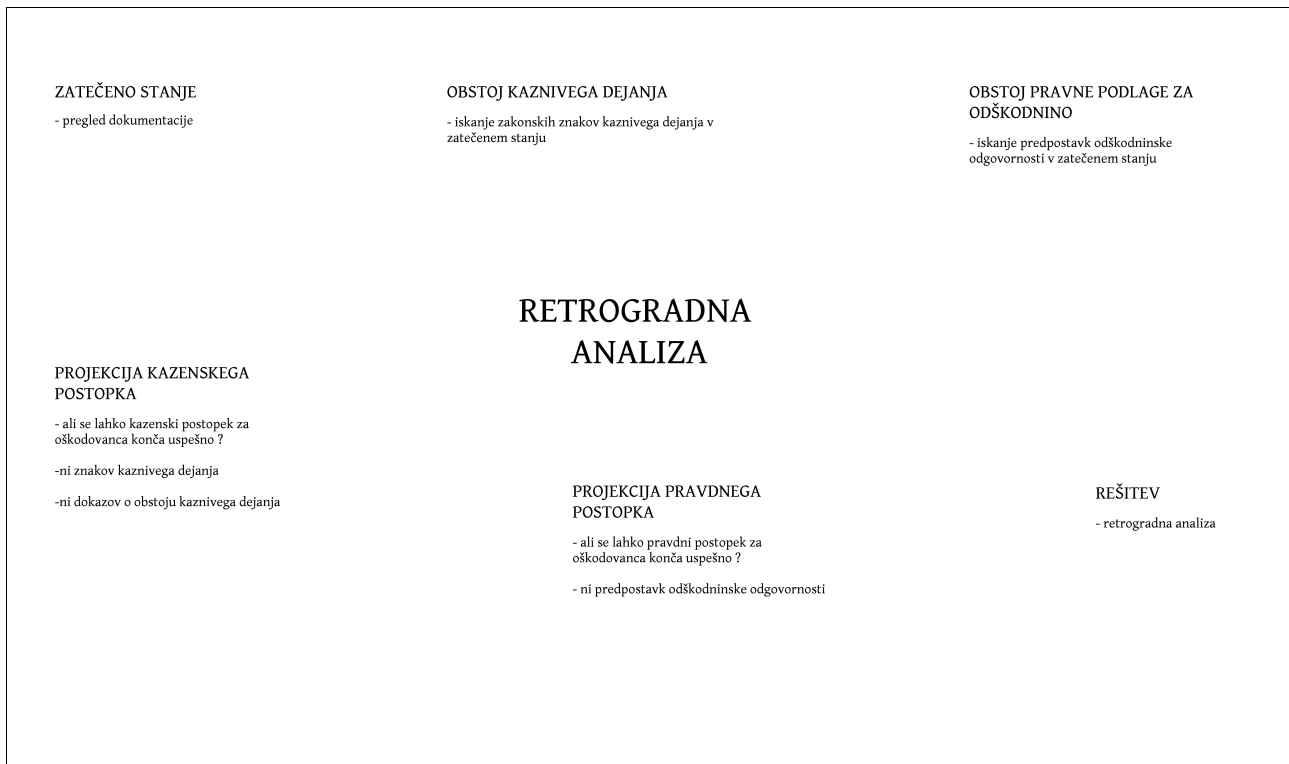 ZATEČENO STANJE
- pregled dokumentacije
OBSTOJ KAZNIVEGA DEJANJA
- iskanje zakonskih znakov kaznivega dejanja v
zatečenem stanju
OBSTOJ PRAVNE PODLAGE ZA
ODŠKODNINO
- iskanje predpostavk odškodninske
odgovornosti v zatečenem stanju
RETROGRADNA
ANALIZA
PROJEKCIJA KAZENSKEGA
POSTOPKA
- ali se lahko kazenski postopek za
oškodovanca konča uspešno ?
-ni znakov kaznivega dejanja
-ni dokazov o obstoju kaznivega dejanja
PROJEKCIJA PRAVDNEGA
POSTOPKA
- ali se lahko pravdni postopek za
oškodovanca konča uspešno ?
- ni predpostavk odškodninske odgovornosti
REŠITEV
- retrogradna analiza